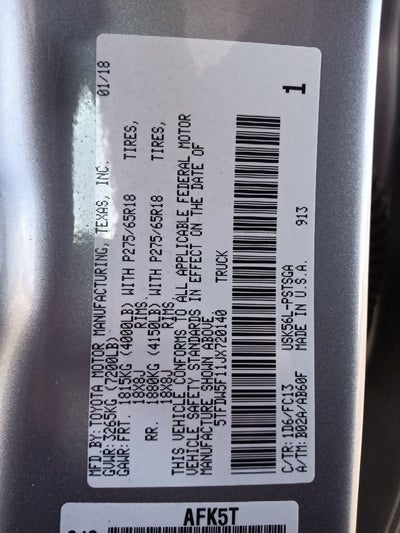 MFD.BY:TOYOTA MOTOR MANUFACTURING, TEXAS, INC. 01/18
GVWR:3265KG (7200LB)
GAWR:FRT. 1815KG (4000LB) WITH P275/65R18 TIRES,
18X8J RIMS,
RR. 1880KG (4150LB) WITH P275/65R18 TIRES,
18X8J RIMS.
THIS VEHICLE CONFORMS TO ALL APPLICABLE FEDERAL MOTOR
VEHICLE SAFETY STANDARDS IN EFFECT ON THE DATE OF
MANUFACTURE SHOWN ABOVE.
5TFDW5F11JX720140 TRUCK
C/TR:1D6/FC13 USK56L-PSTSGA 913 1
A/TM:B02A/AB60F MADE IN U.S.A.
AFK5T